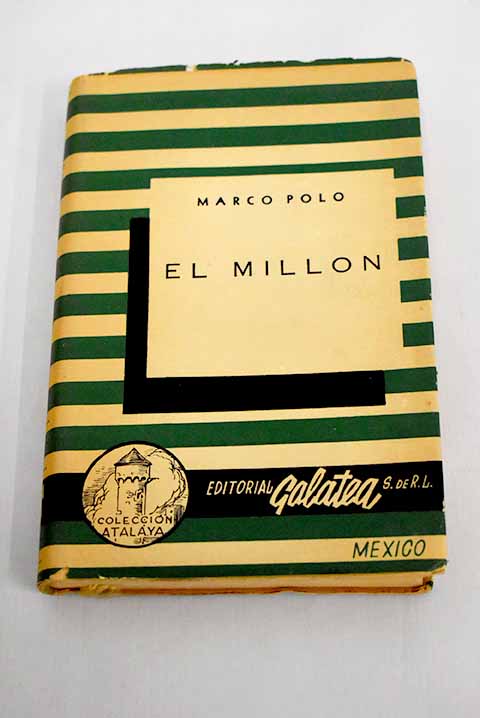 MARCO POLO
EL MILLON
EDITORIAL Galatea S. DE R.L.
COLECCION
ATALAYA
MEXICO